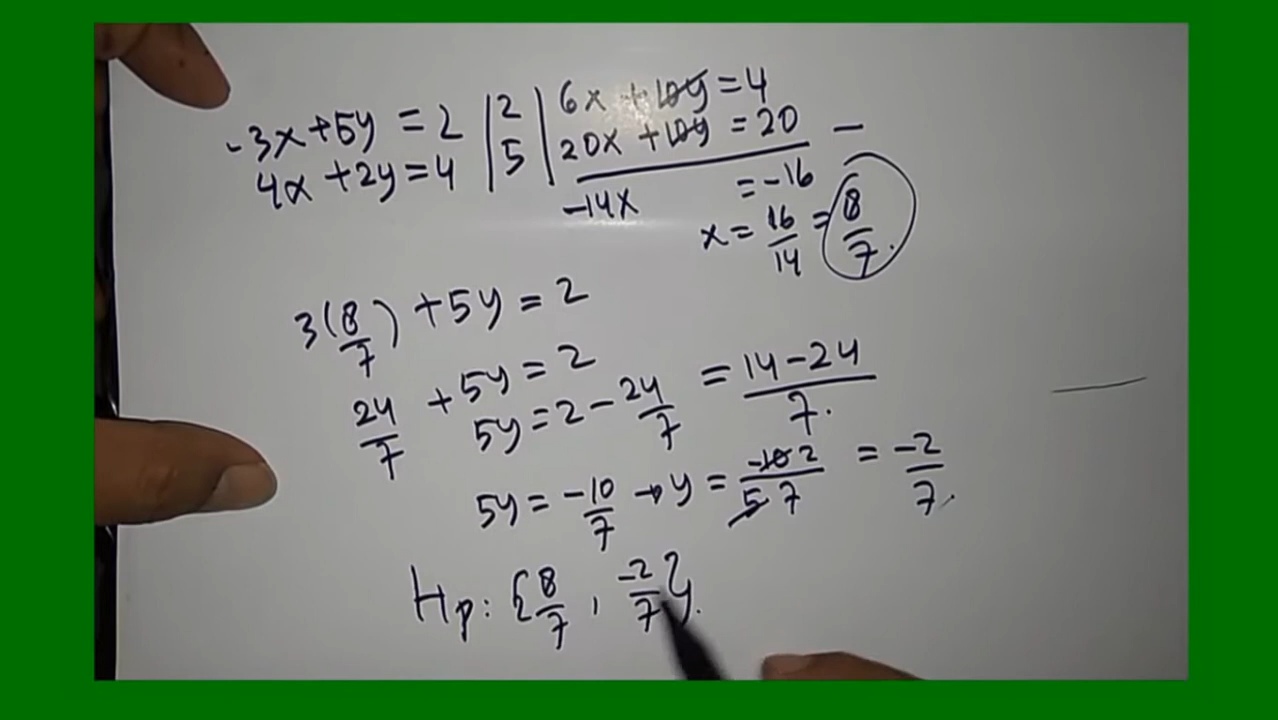 - 3x + 5y = 2 | 2 | 6x + 10y = 4
4x + 2y = 4 | 5 | 20x + 10y = 20 —
-14x = -16
x = 16/14 = 8/7.
3(8/7) + 5y = 2
24/7 + 5y = 2
5y = 2 - 24/7 = 14 - 24/7.
5y = -10/7 → y = -10 2/5 7 = -2/7.
Hp: {8/7, -2/7}.